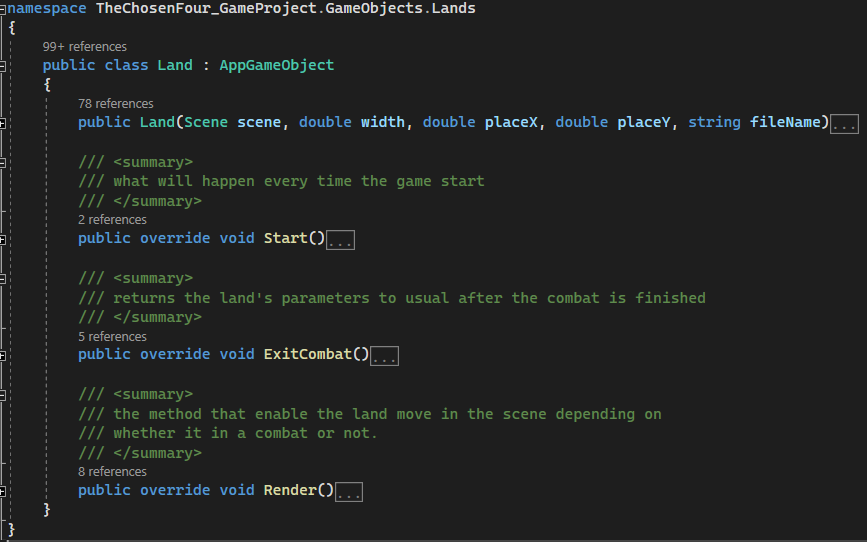 namespace TheChosenFour_GameProject.GameObjects.Lands
{
99+ references
public class Land : AppGameObject
{
78 references
public Land(Scene scene, double width, double placeX, double placeY, string fileName)...
/// <summary>
/// what will happen every time the game start
/// </summary>
2 references
public override void Start()...
/// <summary>
/// returns the land's parameters to usual after the combat is finished
/// </summary>
5 references
public override void ExitCombat()...
/// <summary>
/// the method that enable the land move in the scene depending on
/// whether it in a combat or not.
/// </summary>
8 references
public override void Render()...
}
}